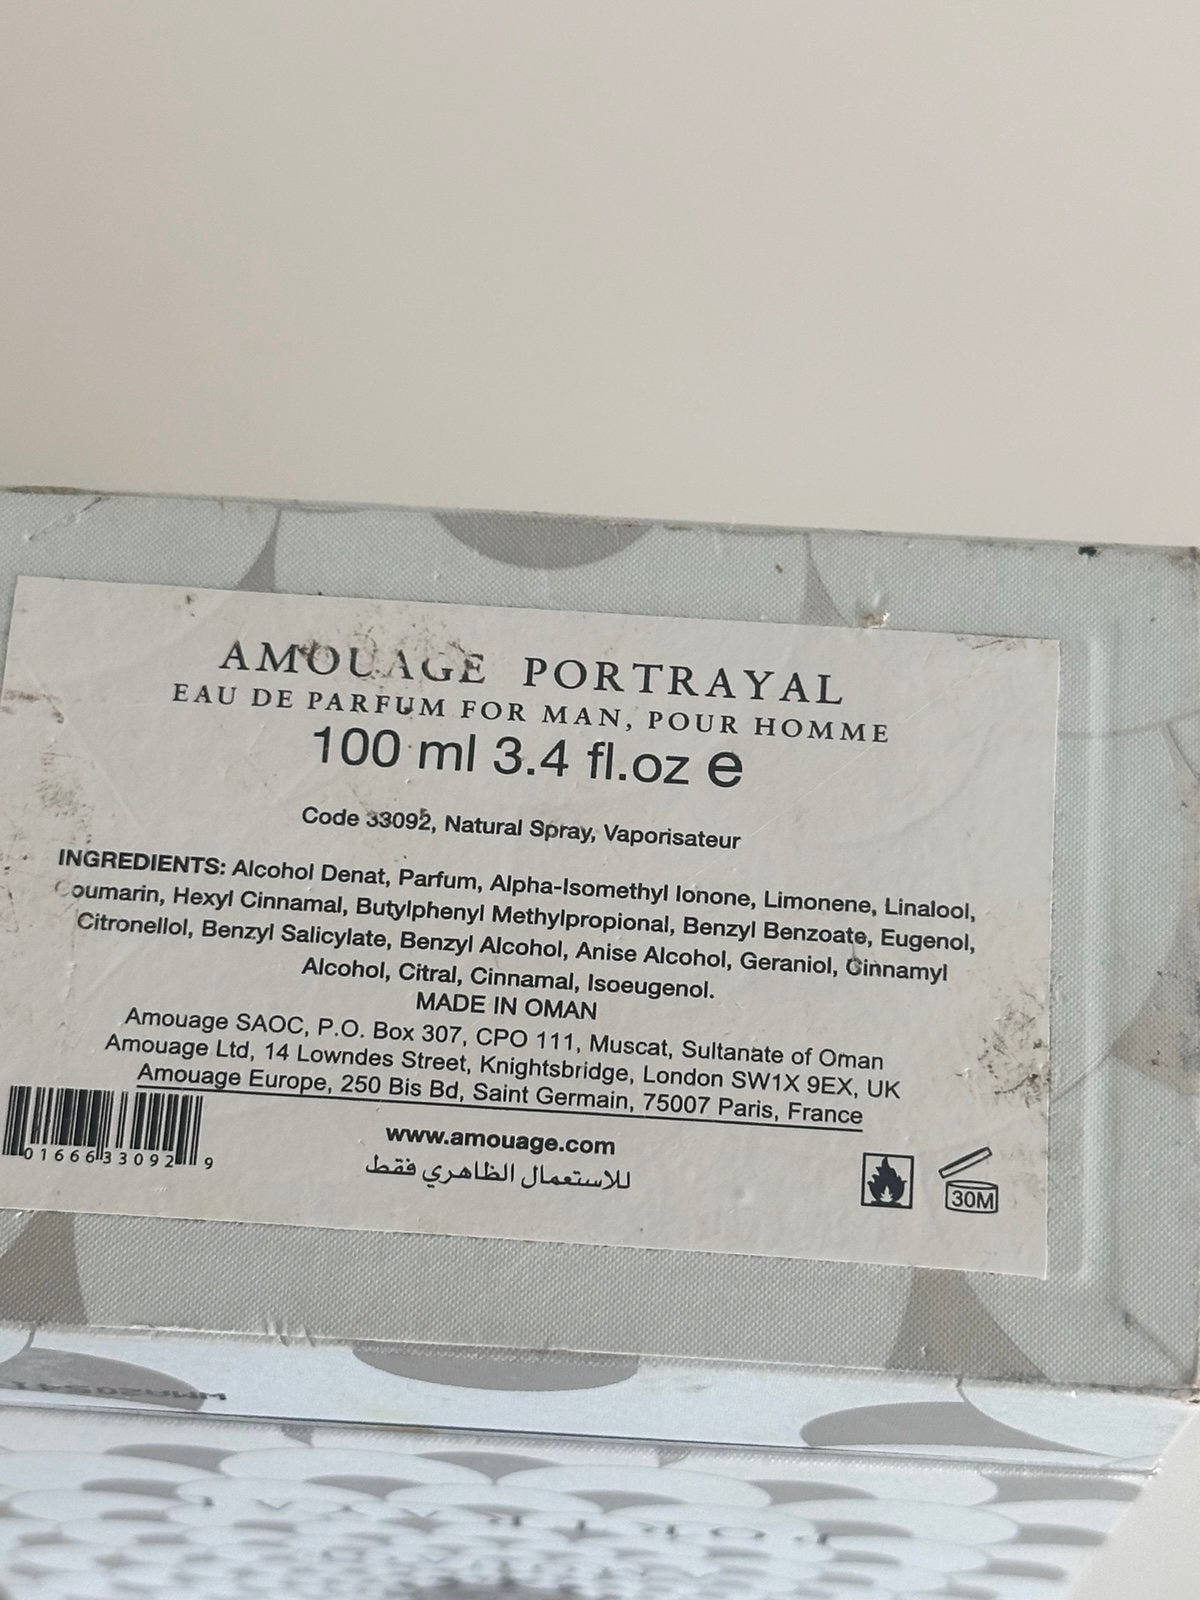 AMOUAGE PORTRAYAL
EAU DE PARFUM FOR MAN, POUR HOMME
100 ml 3.4 fl.oz e
Code 33092, Natural Spray, Vaporisateur
INGREDIENTS: Alcohol Denat, Parfum, Alpha-Isomethyl Ionone, Limonene, Linalool,
Coumarin, Hexyl Cinnamal, Butylphenyl Methylpropional, Benzyl Benzoate, Eugenol,
Citronellol, Benzyl Salicylate, Benzyl Alcohol, Anise Alcohol, Geraniol, Cinnamyl
Alcohol, Citral, Cinnamal, Isoeugenol.
MADE IN OMAN
Amouage SAOC, P.O. Box 307, CPO 111, Muscat, Sultanate of Oman
Amouage Ltd, 14 Lowndes Street, Knightsbridge, London SW1X 9EX, UK
Amouage Europe, 250 Bis Bd, Saint Germain, 75007 Paris, France
www.amouage.com
للاستعمال الظاهري فقط
01666 33092 9
30M
PORTRAYAL